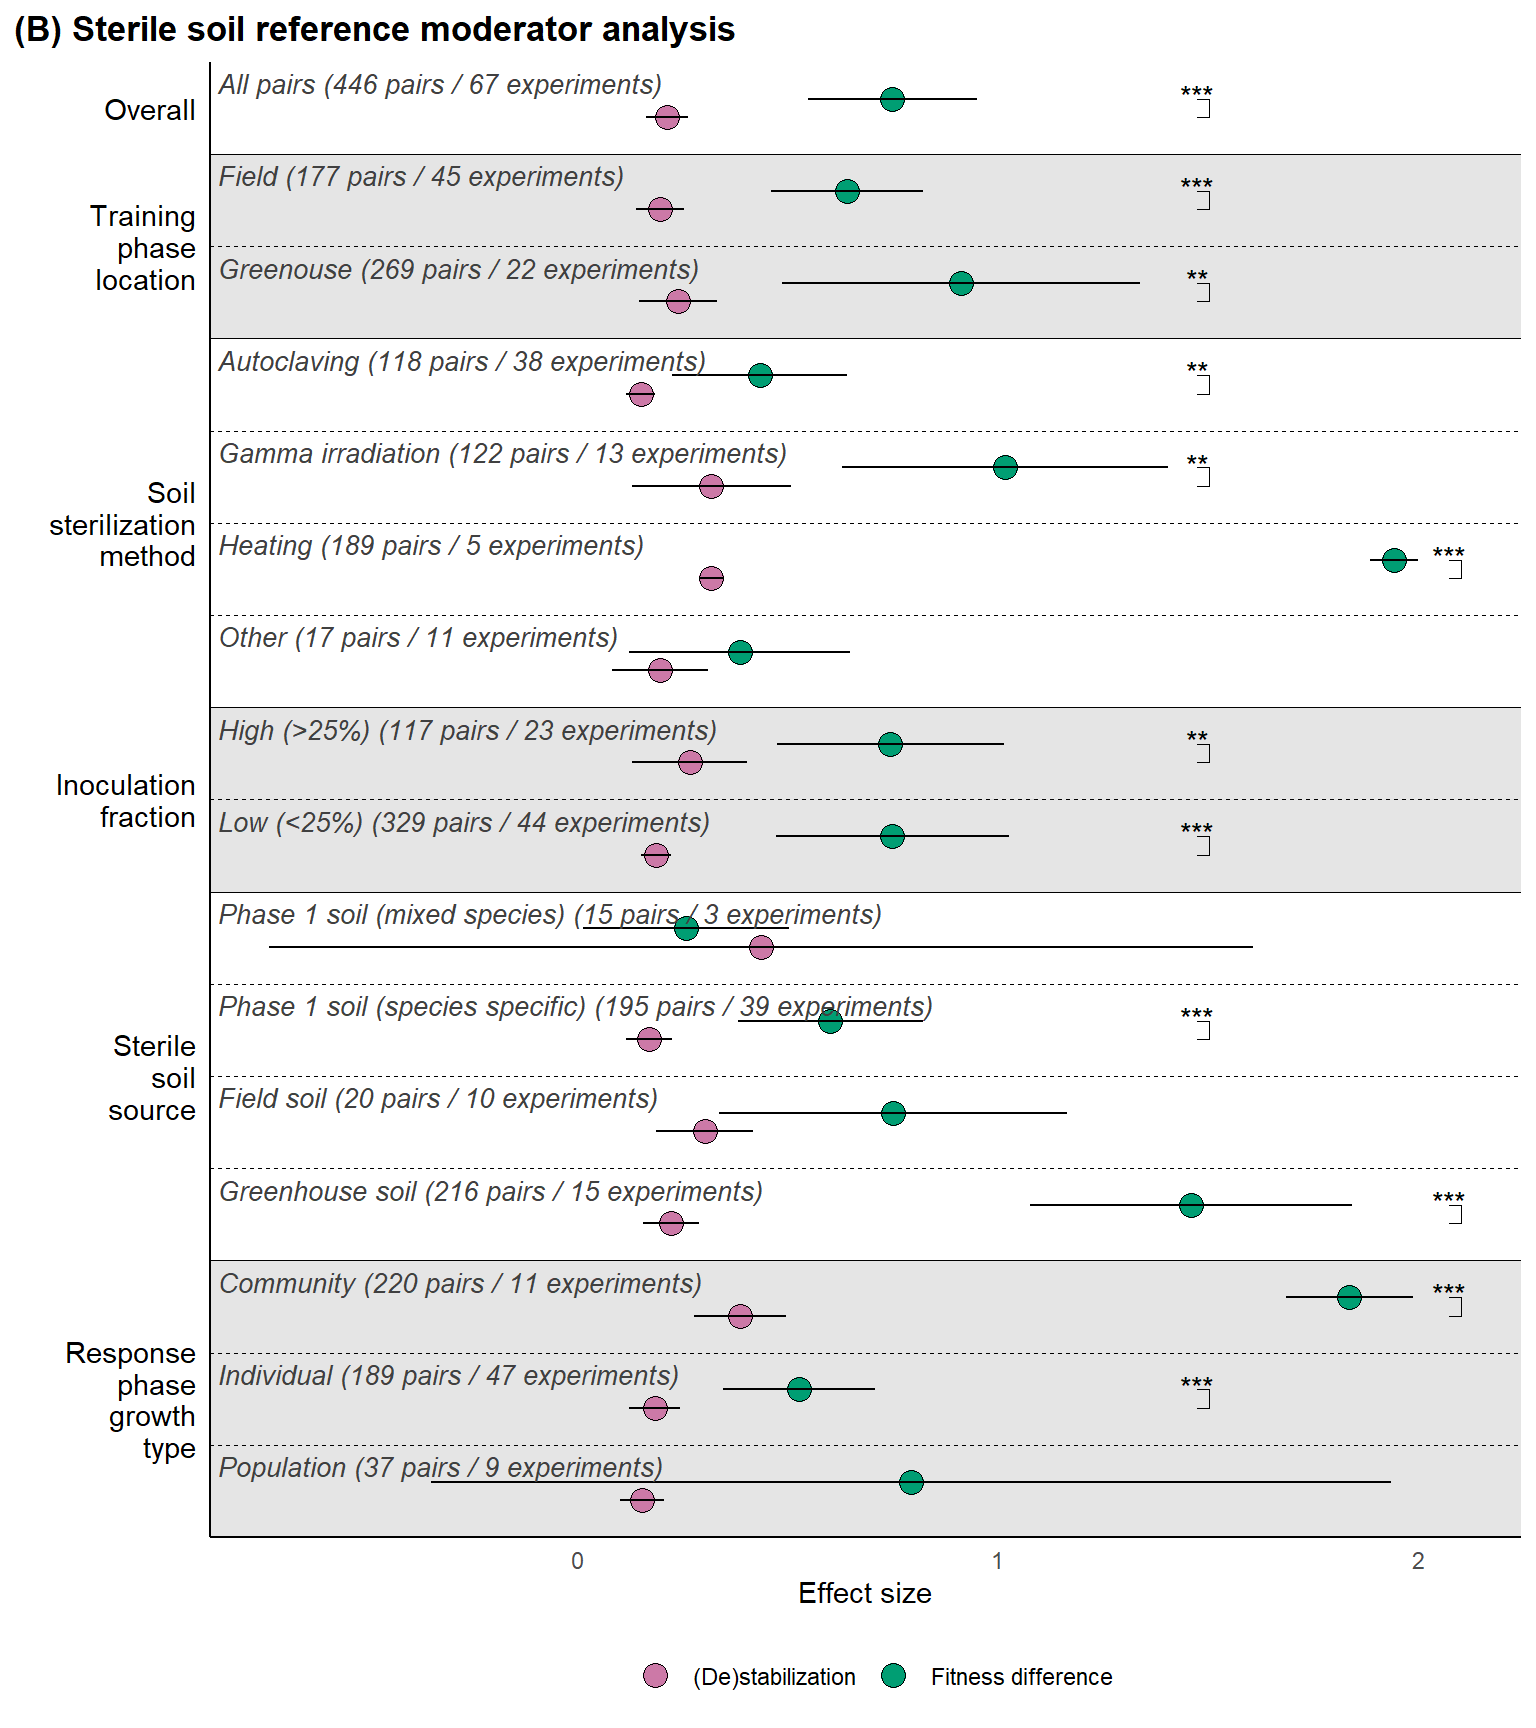 (B) Sterile soil reference moderator analysis
Overall
All pairs (446 pairs / 67 experiments)
***
Training
phase
location
Field (177 pairs / 45 experiments)
***
Greenouse (269 pairs / 22 experiments)
**
Soil
sterilization
method
Autoclaving (118 pairs / 38 experiments)
**
Gamma irradiation (122 pairs / 13 experiments)
**
Heating (189 pairs / 5 experiments)
***
Other (17 pairs / 11 experiments)
Inoculation
fraction
High (>25%) (117 pairs / 23 experiments)
**
Low (<25%) (329 pairs / 44 experiments)
***
Sterile
soil
source
Phase 1 soil (mixed species) (15 pairs / 3 experiments)
Phase 1 soil (species specific) (195 pairs / 39 experiments)
***
Field soil (20 pairs / 10 experiments)
Greenhouse soil (216 pairs / 15 experiments)
***
Response
phase
growth
type
Community (220 pairs / 11 experiments)
***
Individual (189 pairs / 47 experiments)
***
Population (37 pairs / 9 experiments)
0 1 2
Effect size
(De)stabilization Fitness difference